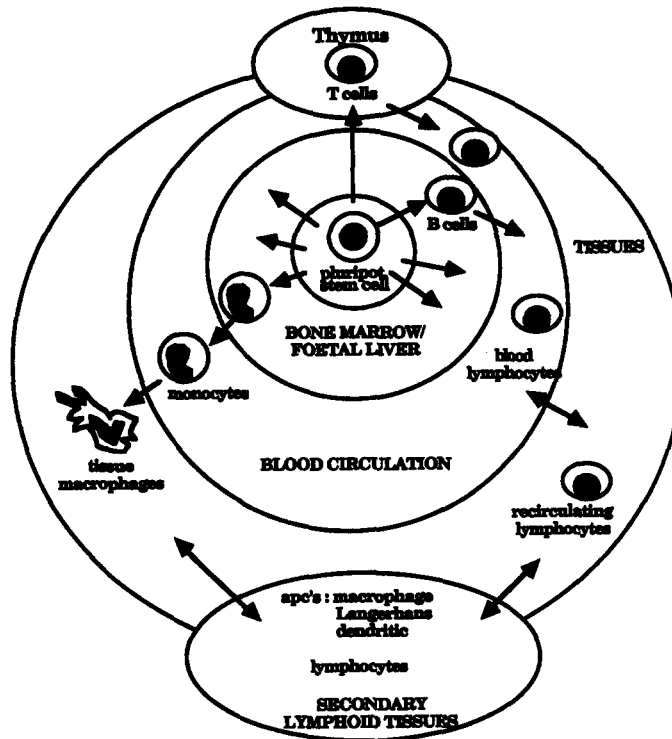 Thymus
T cells
B cells
TISSUES
pluripot
stem cell
BONE MARROW/
FOETAL LIVER
blood
lymphocytes
monocytes
tissue
macrophages
BLOOD CIRCULATION
recirculating
lymphocytes
apc's : macrophage
Langerhans
dendritic
lymphocytes
SECONDARY
LYMPHOID TISSUES